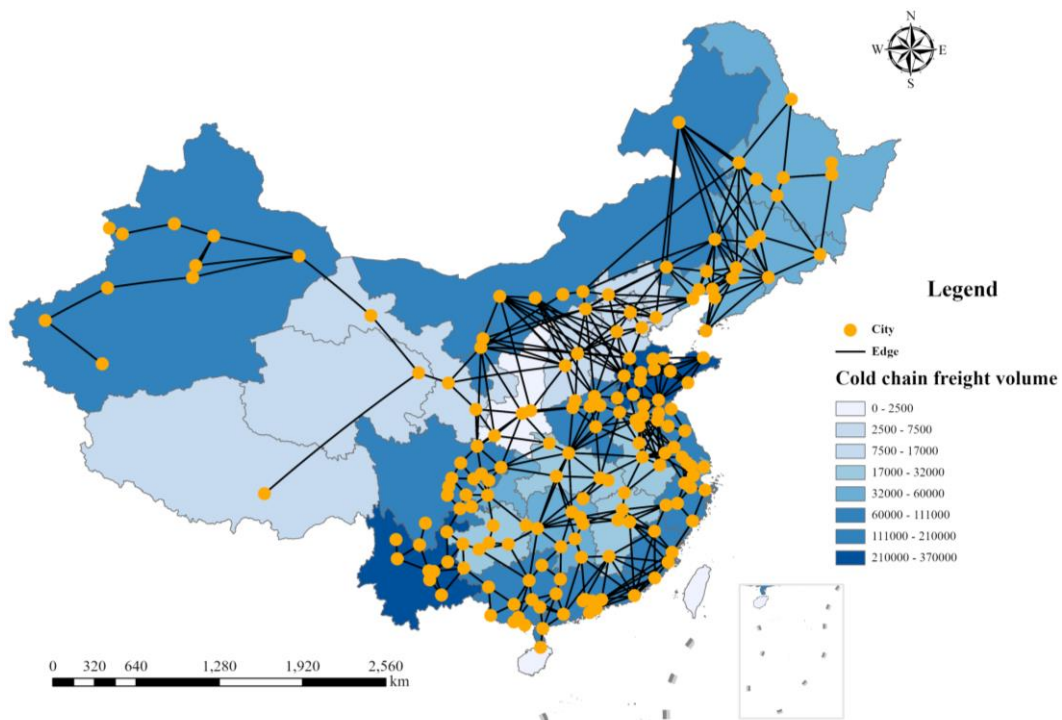 N
W E
S
Legend
City
Edge
Cold chain freight volume
0 - 2500
2500 - 7500
7500 - 17000
17000 - 32000
32000 - 60000
60000 - 111000
111000 - 210000
210000 - 370000
0 320 640 1,280 1,920 2,560
km